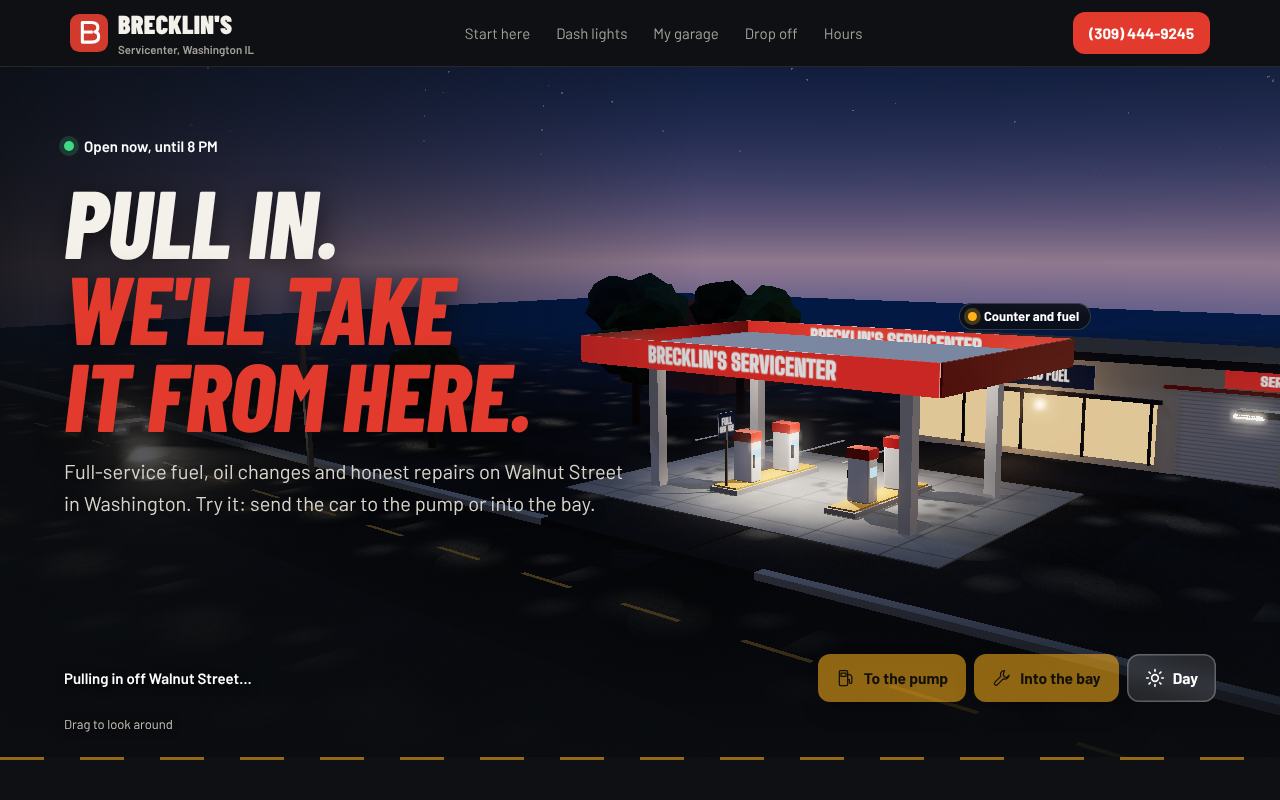 B
BRECKLIN'S
Servicenter, Washington IL
Start here
Dash lights
My garage
Drop off
Hours
(309) 444-9245
Open now, until 8 PM
PULL IN.
WE'LL TAKE
IT FROM HERE.
Full-service fuel, oil changes and honest repairs on Walnut Street
in Washington. Try it: send the car to the pump or into the bay.
Counter and fuel
BRECKLIN'S SERVICENTER
BRECKLIN'S SERVICENTER
FUEL
FULL
Pulling in off Walnut Street...
To the pump
Into the bay
Day
Drag to look around